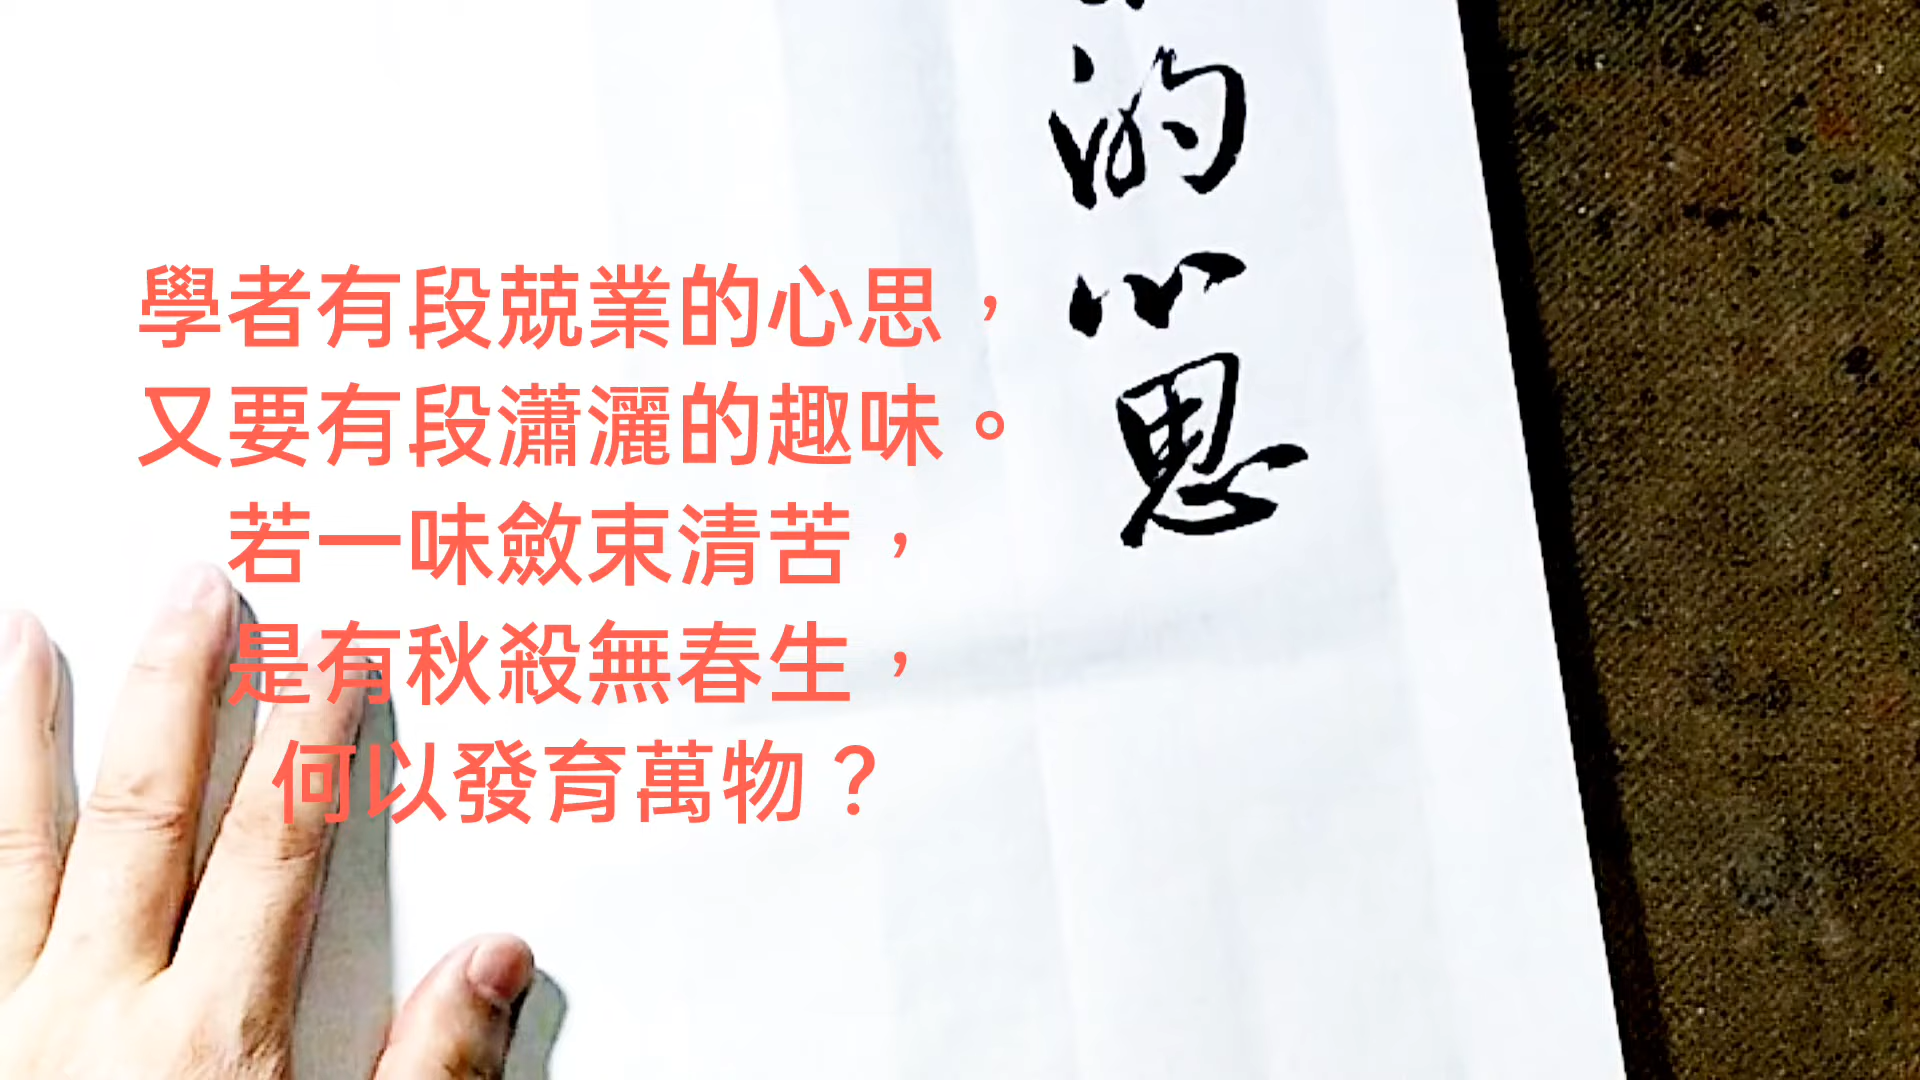 學者有段兢業的心思，
又要有段瀟灑的趣味。
若一味斂束清苦，
是有秋殺無春生，
何以發育萬物？
的心思